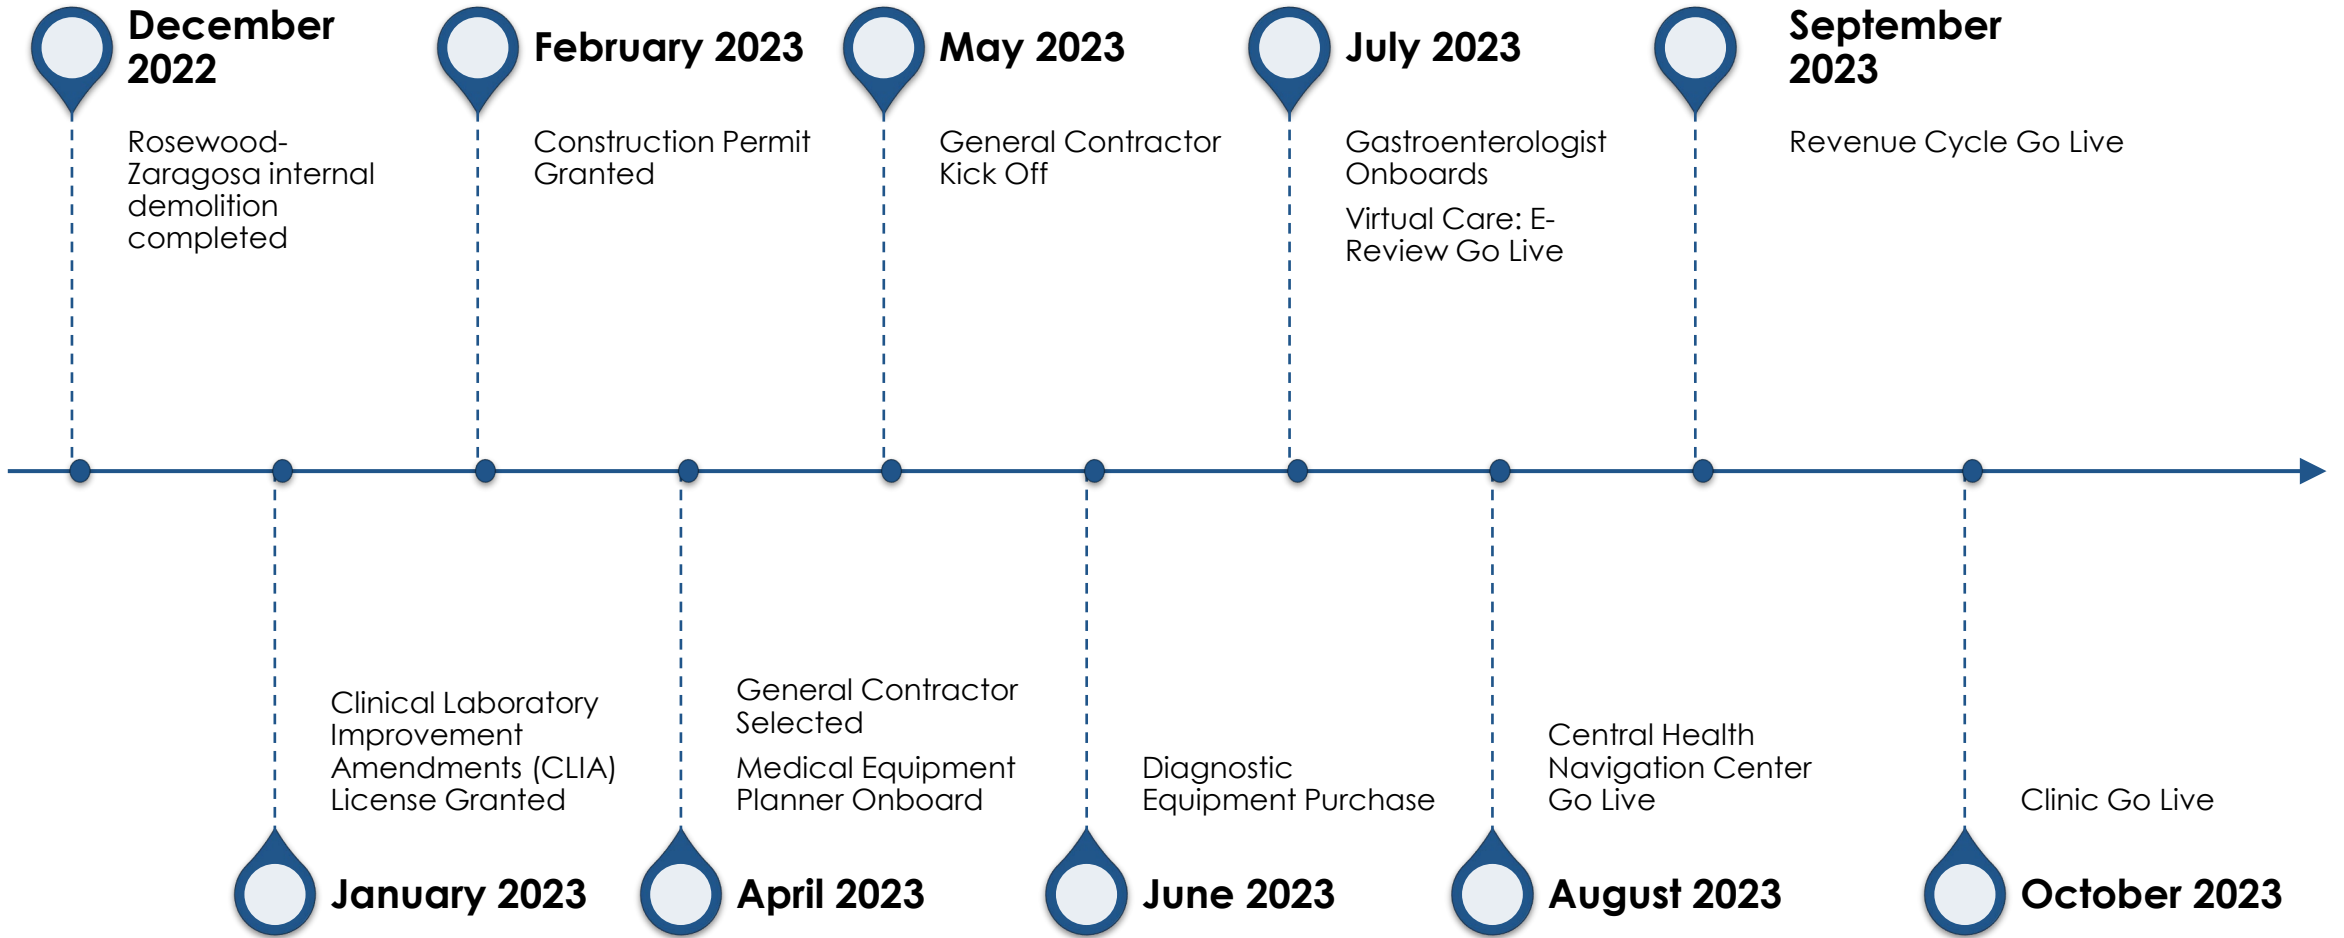 December
2022
Rosewood-
Zaragosa internal
demolition
completed
February 2023
Construction Permit
Granted
May 2023
General Contractor
Kick Off
July 2023
Gastroenterologist
Onboards
Virtual Care: E-
Review Go Live
September
2023
Revenue Cycle Go Live
Clinical Laboratory
Improvement
Amendments (CLIA)
License Granted
January 2023
General Contractor
Selected
Medical Equipment
Planner Onboard
April 2023
Diagnostic
Equipment Purchase
June 2023
Central Health
Navigation Center
Go Live
August 2023
Clinic Go Live
October 2023